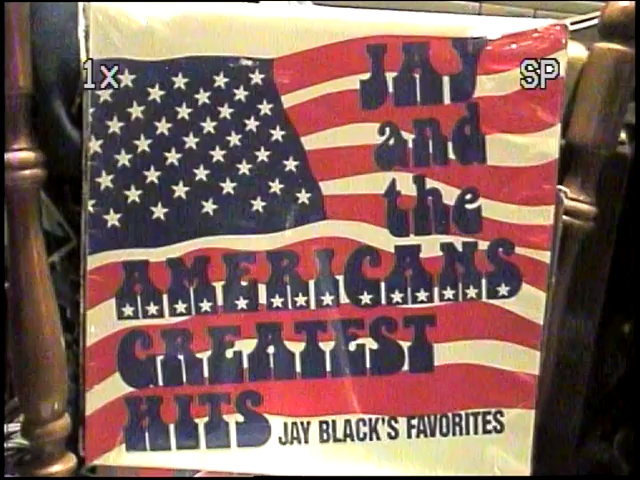 1x
SP
JAY
and
the
AMERICANS
GREATEST
HITS JAY BLACK'S FAVORITES